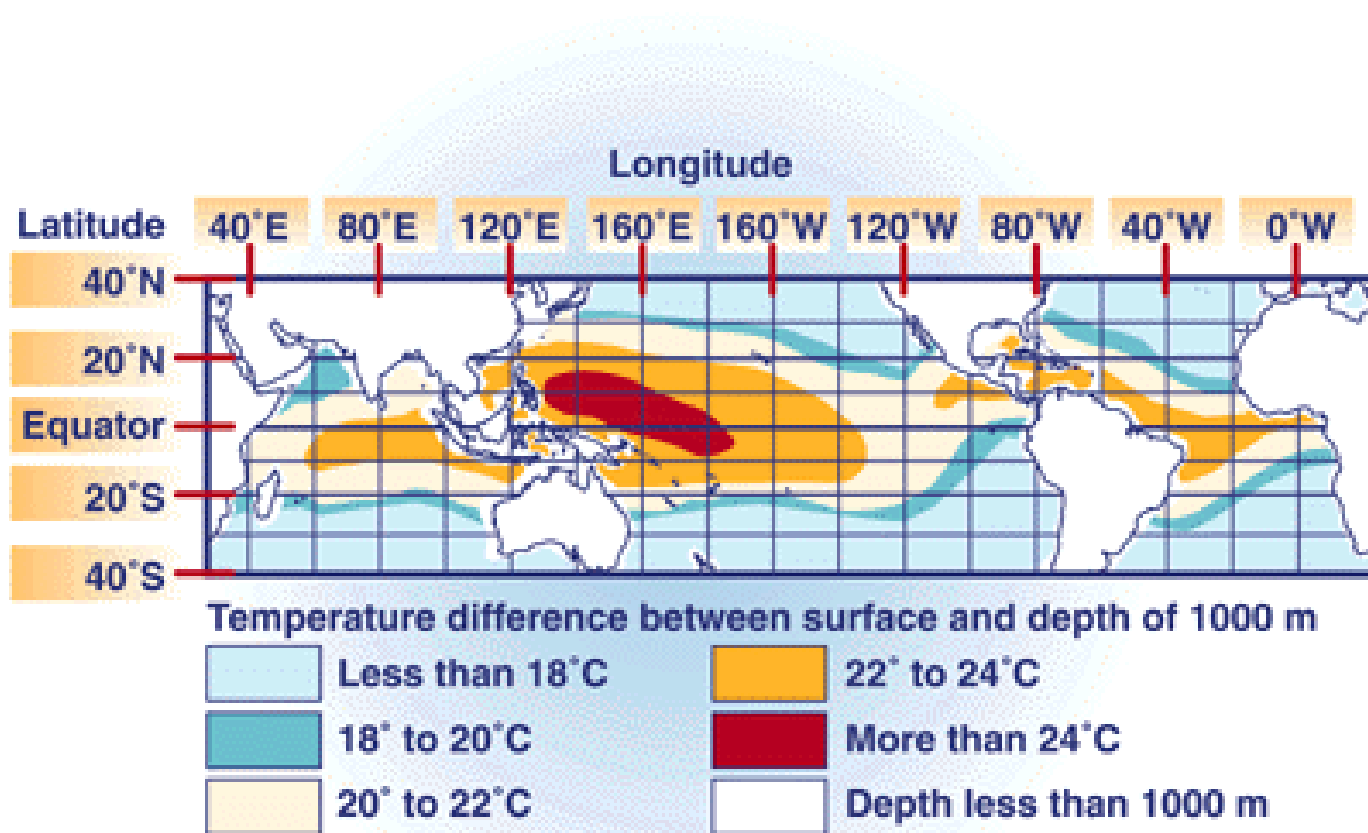 Longitude
Latitude 40˚E 80˚E 120˚E 160˚E 160˚W 120˚W 80˚W 40˚W 0˚W
40˚N
20˚N
Equator
20˚S
40˚S
Temperature difference between surface and depth of 1000 m
Less than 18˚C 22˚ to 24˚C
18˚ to 20˚C More than 24˚C
20˚ to 22˚C Depth less than 1000 m